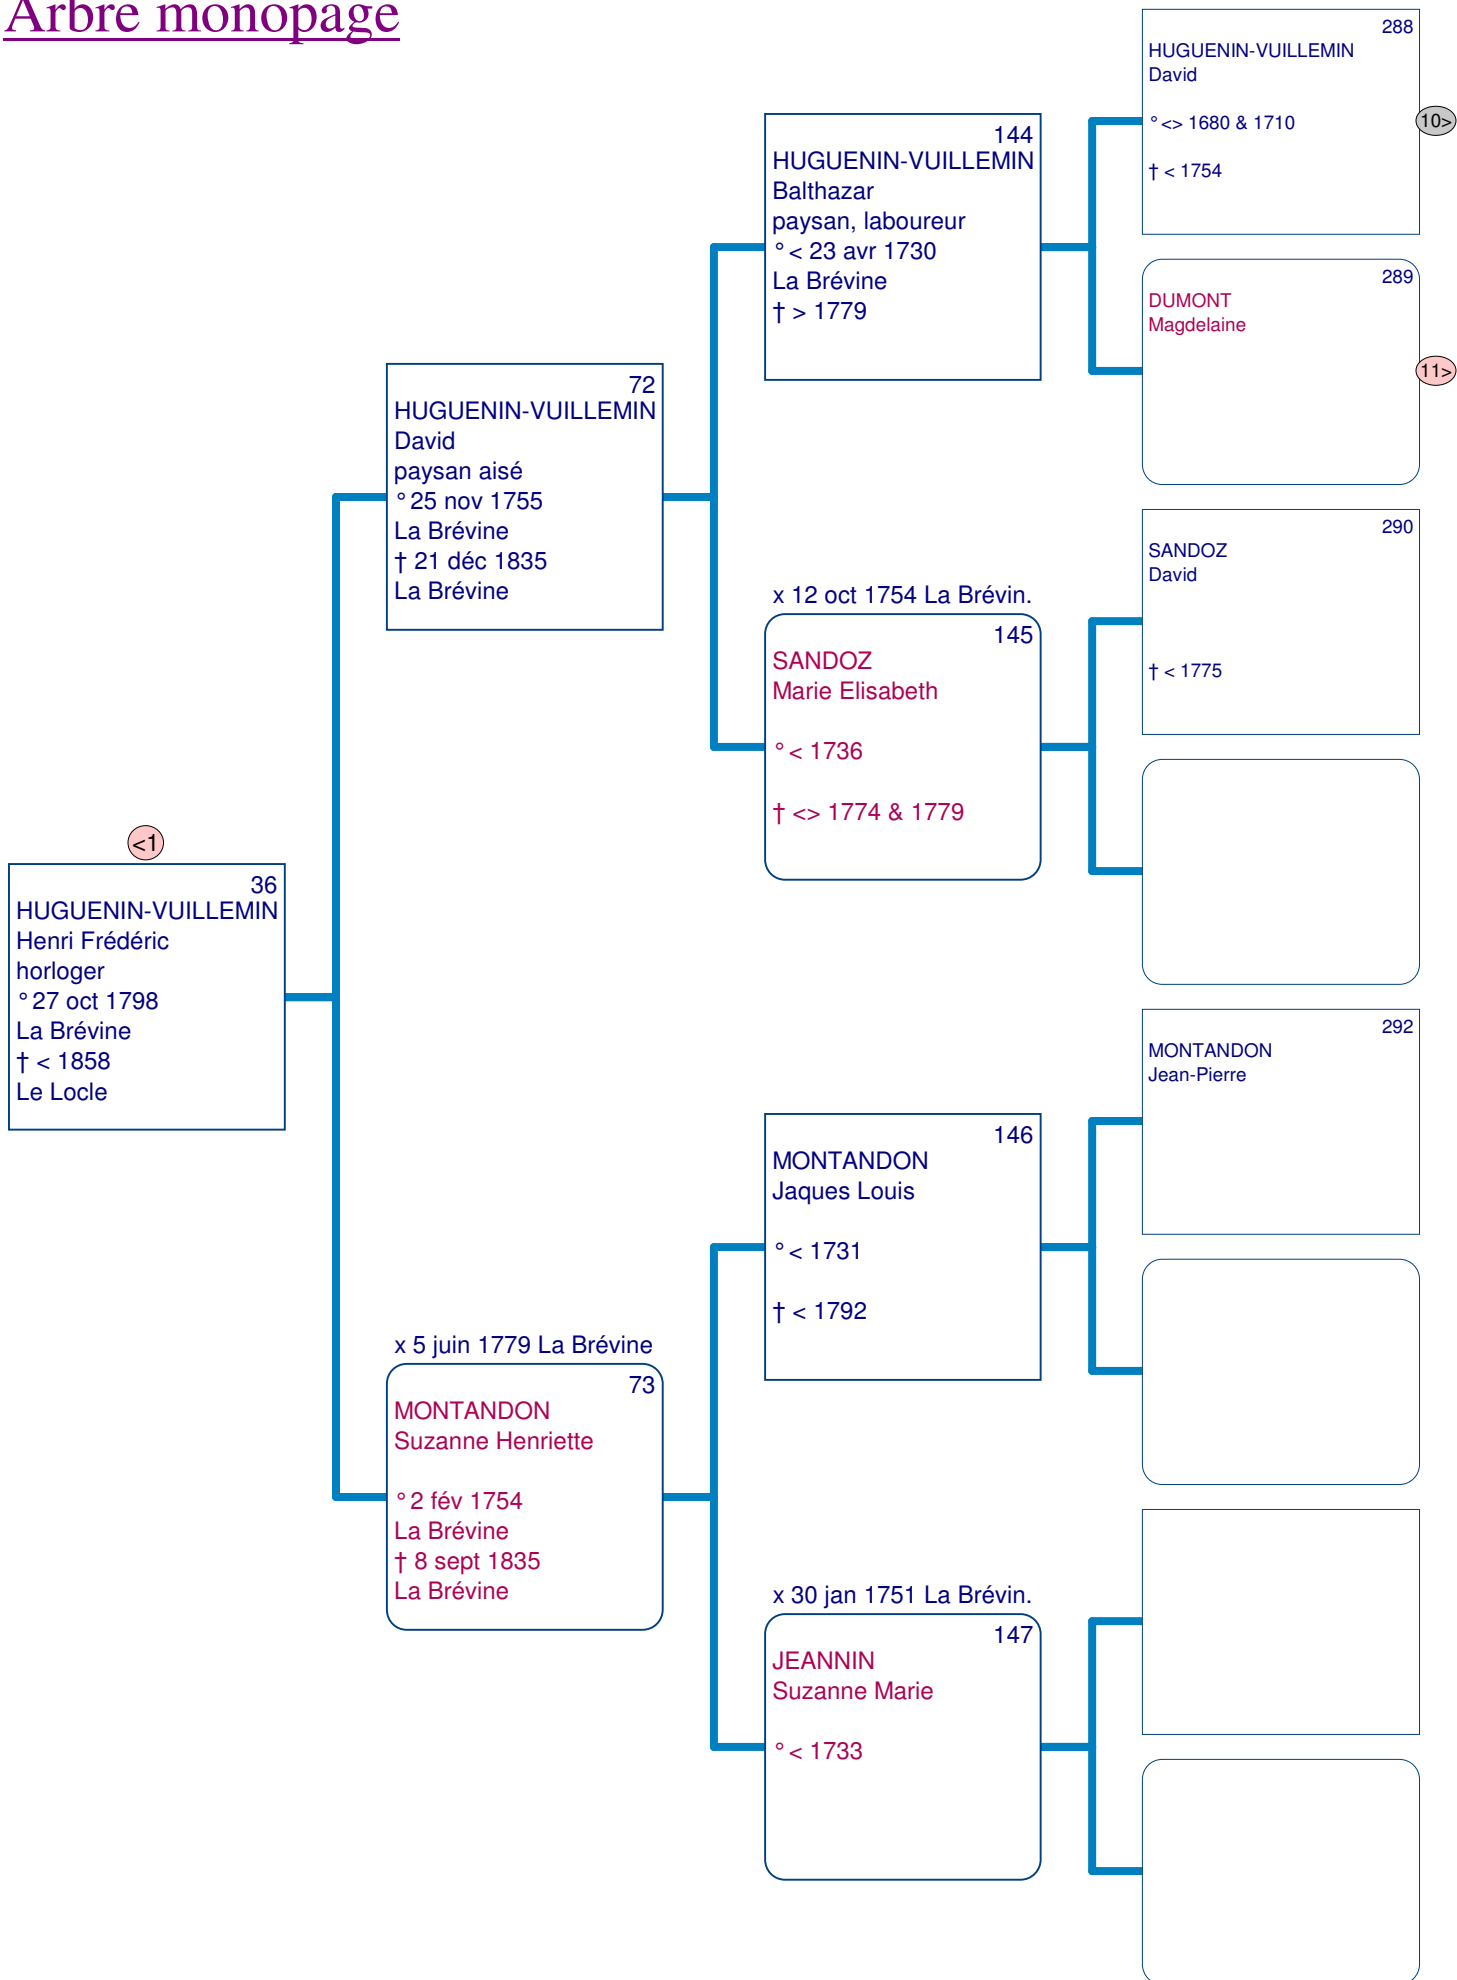 Arbre monopage
288
HUGUENIN-VUILLEMIN
David
° <> 1680 & 1710
† < 1754
10>
144
HUGUENIN-VUILLEMIN
Balthazar
paysan, laboureur
° < 23 avr 1730
La Brévine
† > 1779
289
DUMONT
Magdelaine
11>
72
HUGUENIN-VUILLEMIN
David
paysan aisé
° 25 nov 1755
La Brévine
† 21 déc 1835
La Brévine
290
SANDOZ
David
† < 1775
x 12 oct 1754 La Brévin.
145
SANDOZ
Marie Elisabeth
° < 1736
† <> 1774 & 1779
<1
36
HUGUENIN-VUILLEMIN
Henri Frédéric
horloger
° 27 oct 1798
La Brévine
† < 1858
Le Locle
292
MONTANDON
Jean-Pierre
146
MONTANDON
Jaques Louis
° < 1731
† < 1792
x 5 juin 1779 La Brévine
73
MONTANDON
Suzanne Henriette
° 2 fév 1754
La Brévine
† 8 sept 1835
La Brévine
x 30 jan 1751 La Brévin.
147
JEANNIN
Suzanne Marie
° < 1733